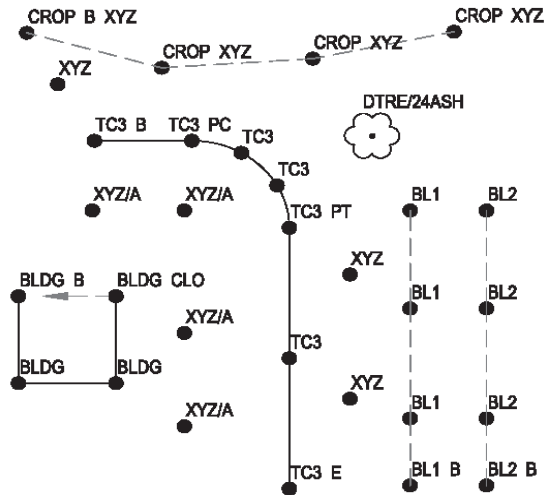 CROP B XYZ
CROP XYZ
CROP XYZ
CROP XYZ
XYZ
DTRE/24ASH
TC3 B
TC3 PC
TC3
TC3
XYZ/A
XYZ/A
TC3 PT
BL1
BL2
XYZ
BLDG B
BLDG CLO
BL1
BL2
XYZ/A
TC3
BLDG
BLDG
XYZ
XYZ/A
BL1
BL2
TC3 E
BL1 B
BL2 B